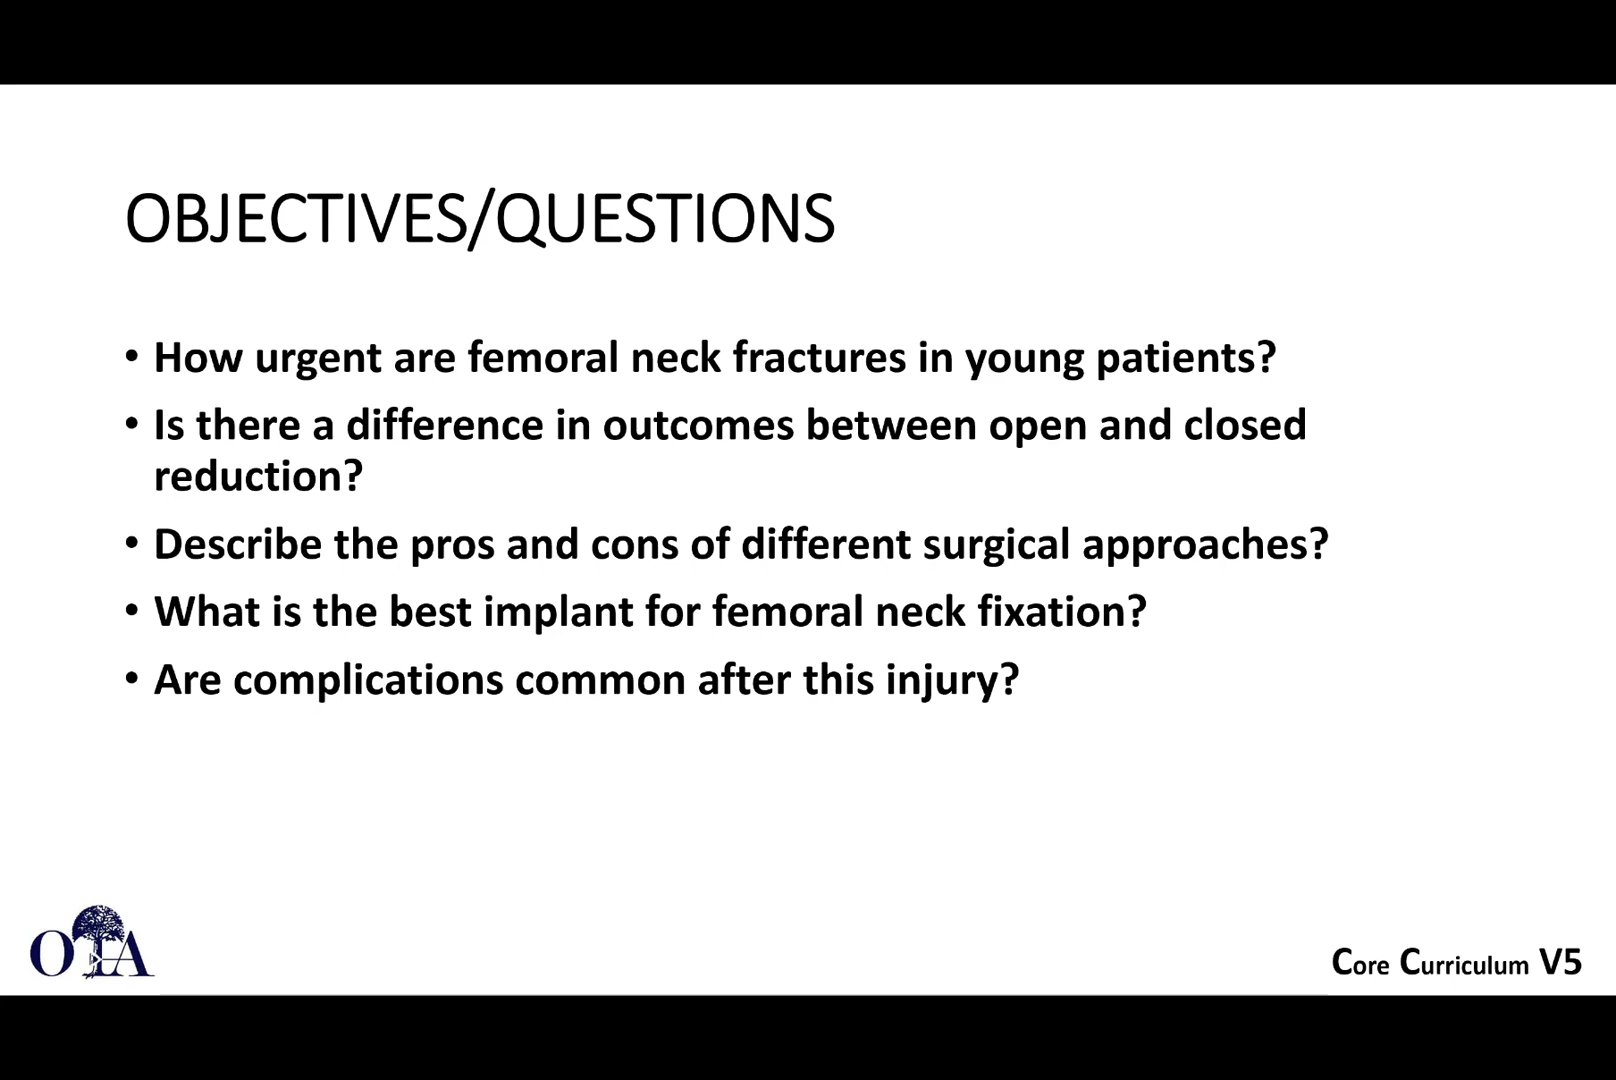 OBJECTIVES/QUESTIONS
• How urgent are femoral neck fractures in young patients?
• Is there a difference in outcomes between open and closed
reduction?
• Describe the pros and cons of different surgical approaches?
• What is the best implant for femoral neck fixation?
• Are complications common after this injury?
OTA
Core Curriculum V5